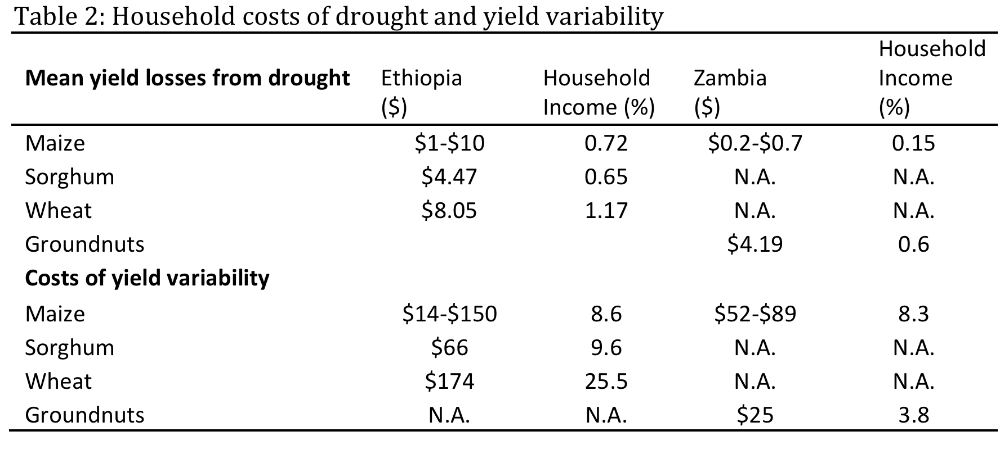 Table 2: Household costs of drought and yield variability
Mean yield losses from drought Ethiopia ($) Household Income (%) Zambia ($) Household Income (%)
Maize $1-$10 0.72 $0.2-$0.7 0.15
Sorghum $4.47 0.65 N.A. N.A.
Wheat $8.05 1.17 N.A. N.A.
Groundnuts $4.19 0.6
Costs of yield variability
Maize $14-$150 8.6 $52-$89 8.3
Sorghum $66 9.6 N.A. N.A.
Wheat $174 25.5 N.A. N.A.
Groundnuts N.A. N.A. $25 3.8